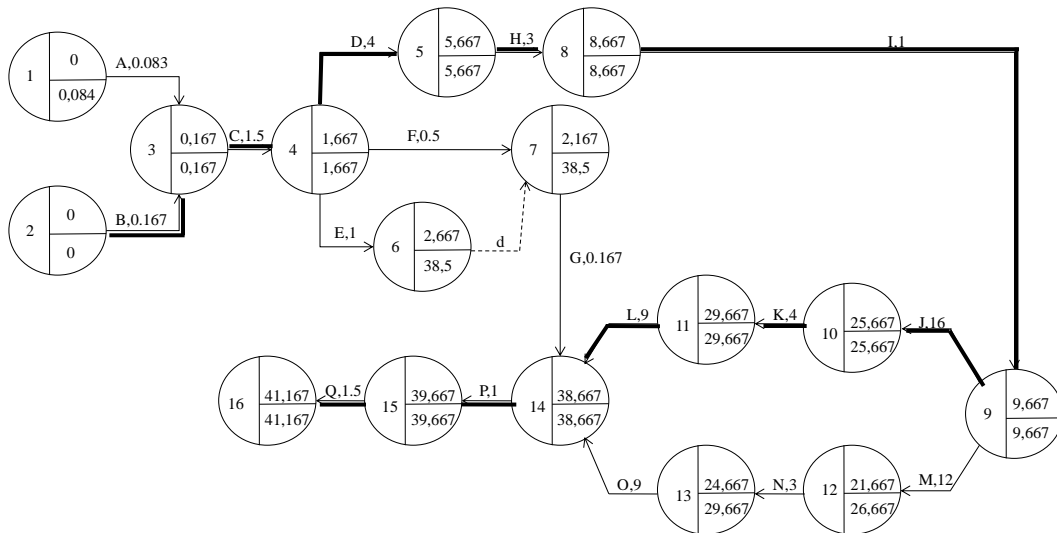 D,4
H,3
I,1
5
5,667
5,667
8
8,667
8,667
1
0
0,084
A,0.083
3
0,167
0,167
C,1.5
4
1,667
1,667
F,0.5
7
2,167
38,5
2
0
0
B,0.167
E,1
6
2,667
38,5
d
G,0.167
L,9
11
29,667
29,667
K,4
10
25,667
25,667
J,16
16
41,167
41,167
Q,1.5
15
39,667
39,667
P,1
14
38,667
38,667
9
9,667
9,667
O,9
13
24,667
29,667
N,3
12
21,667
26,667
M,12